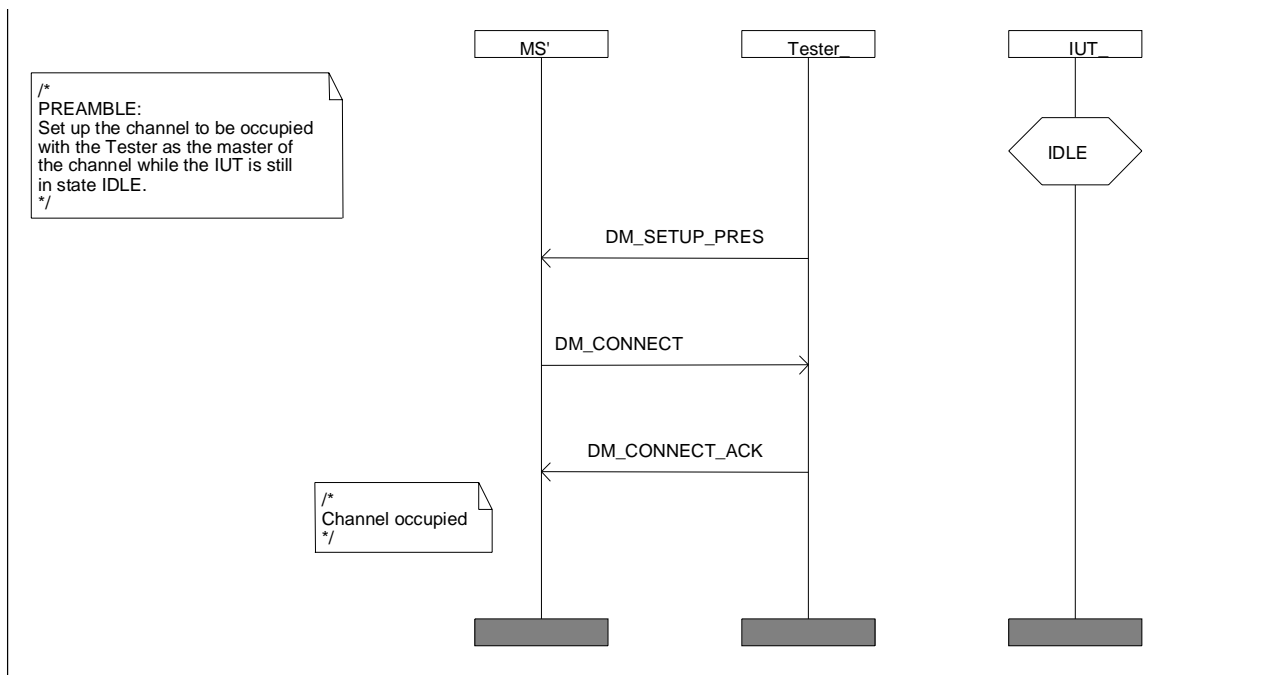 MS'
Tester_
IUT_
/*
PREAMBLE:
Set up the channel to be occupied
with the Tester as the master of
the channel while the IUT is still
in state IDLE.
*/
IDLE
DM_SETUP_PRES
DM_CONNECT
DM_CONNECT_ACK
/*
Channel occupied
*/